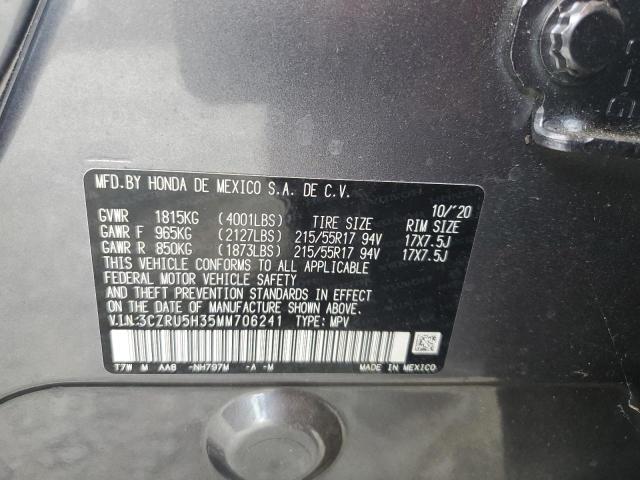 MFD.BY HONDA DE MEXICO S.A. DE C.V.
10/'20
GVWR 1815KG (4001LBS) TIRE SIZE RIM SIZE
GAWR F 965KG (2127LBS) 215/55R17 94V 17X7.5J
GAWR R 850KG (1873LBS) 215/55R17 94V 17X7.5J
THIS VEHICLE CONFORMS TO ALL APPLICABLE
FEDERAL MOTOR VEHICLE SAFETY
AND THEFT PREVENTION STANDARDS IN EFFECT
ON THE DATE OF MANUFACTURE SHOWN ABOVE.
V.I.N:3CZRU5H35MM706241 TYPE: MPV
T7W M AA8 -NH797M -A -M MADE IN MEXICO